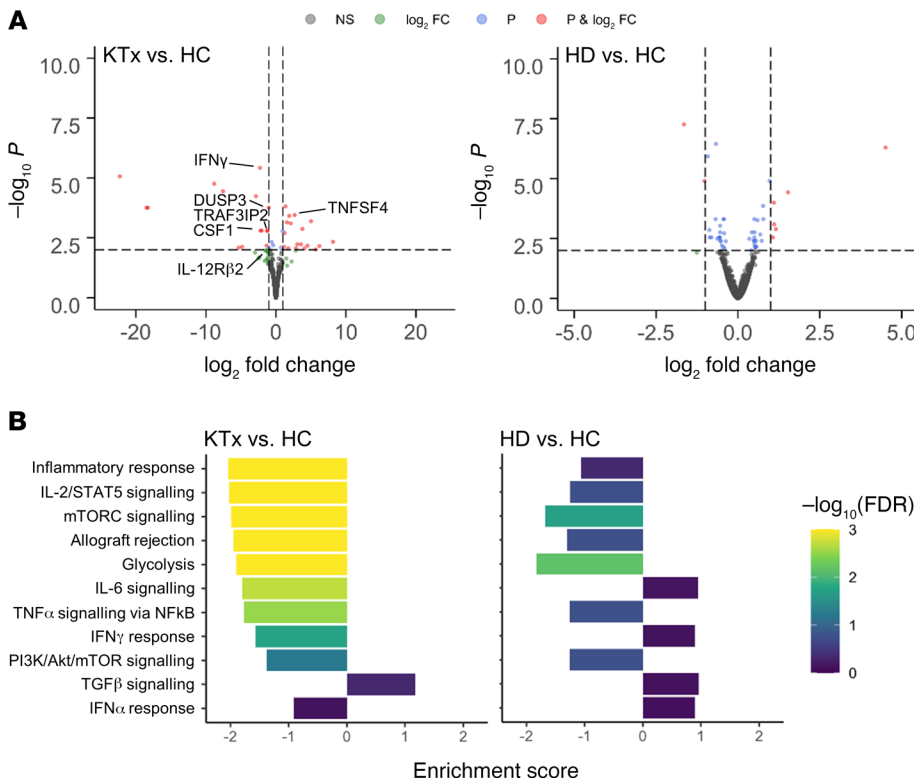 A
NS log₂ FC P P & log₂ FC
KTx vs. HC
HD vs. HC
–log₁₀ P
10.0
7.5
5.0
2.5
0.0
IFNγ
DUSP3
TRAF3IP2
CSF1
IL-12Rβ2
TNFSF4
-20 -10 0 10 20
log₂ fold change
–log₁₀ P
10.0
7.5
5.0
2.5
0.0
-5.0 -2.5 0.0 2.5 5.0
log₂ fold change
B
KTx vs. HC
HD vs. HC
Inflammatory response
IL-2/STAT5 signalling
mTORC signalling
Allograft rejection
Glycolysis
IL-6 signalling
TNFα signalling via NFkB
IFNγ response
PI3K/Akt/mTOR signalling
TGFβ signalling
IFNα response
-2 -1 0 1 2
-2 -1 0 1 2
Enrichment score
–log₁₀(FDR)
3
2
1
0